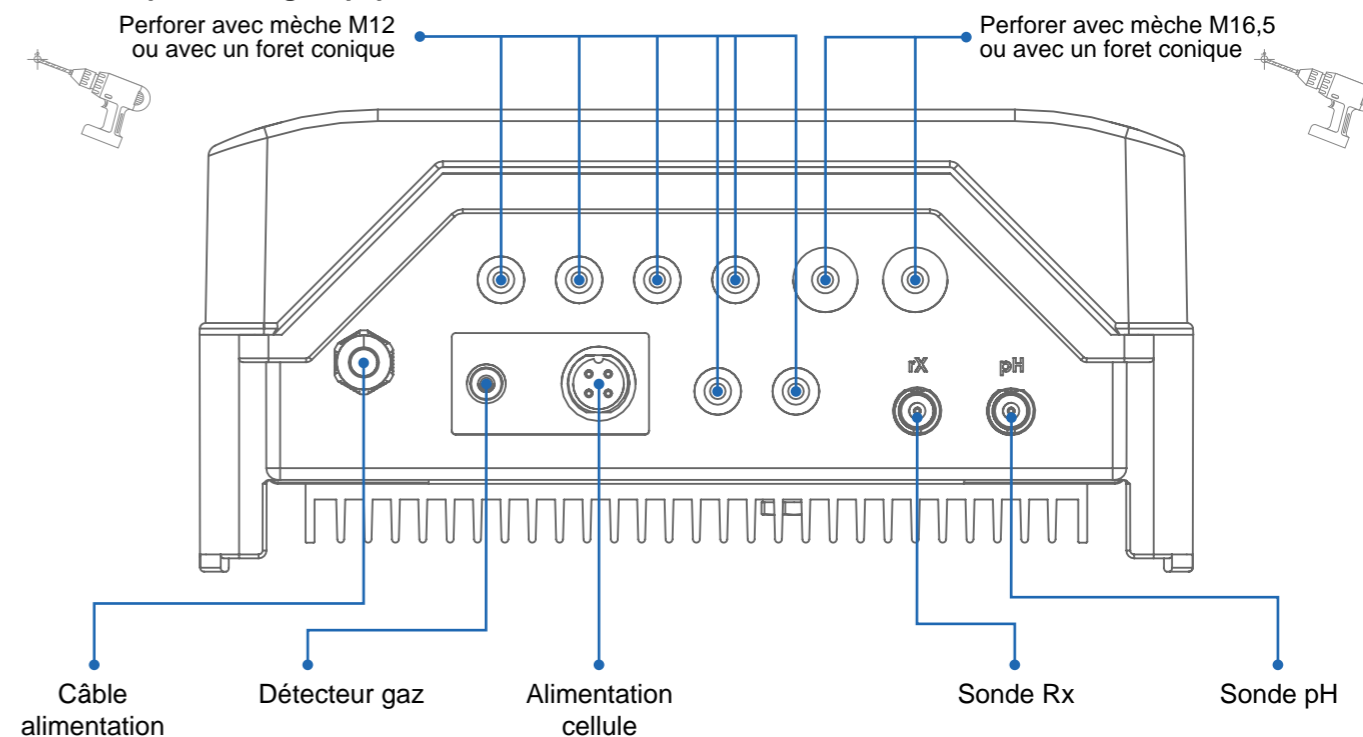 Perforer avec mèche M12
ou avec un foret conique
Perforer avec mèche M16,5
ou avec un foret conique
rX
pH
Câble
alimentation
Détecteur gaz
Alimentation
cellule
Sonde Rx
Sonde pH